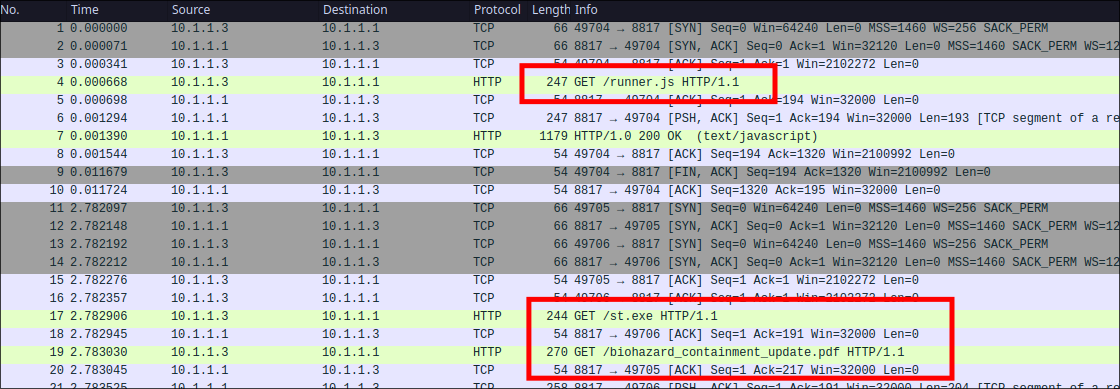 No. Time Source Destination Protocol Length Info
1 0.000000 10.1.1.3 10.1.1.1 TCP 66 49704 → 8817 [SYN] Seq=0 Win=64240 Len=0 MSS=1460 WS=256 SACK_PERM
2 0.000071 10.1.1.1 10.1.1.3 TCP 66 8817 → 49704 [SYN, ACK] Seq=0 Ack=1 Win=32120 Len=0 MSS=1460 SACK_PERM WS=12
3 0.000341 10.1.1.3 10.1.1.1 TCP 54 49704 → 8817 [ACK] Seq=1 Ack=1 Win=2102272 Len=0
4 0.000668 10.1.1.3 10.1.1.1 HTTP 247 GET /runner.js HTTP/1.1
5 0.000698 10.1.1.1 10.1.1.3 TCP 54 8817 → 49704 [ACK] Seq=1 Ack=194 Win=32000 Len=0
6 0.001294 10.1.1.1 10.1.1.3 TCP 247 8817 → 49704 [PSH, ACK] Seq=1 Ack=194 Win=32000 Len=193 [TCP segment of a re
7 0.001390 10.1.1.1 10.1.1.3 HTTP 1179 HTTP/1.0 200 OK (text/javascript)
8 0.001544 10.1.1.3 10.1.1.1 TCP 54 49704 → 8817 [ACK] Seq=194 Ack=1320 Win=2100992 Len=0
9 0.011679 10.1.1.3 10.1.1.1 TCP 54 49704 → 8817 [FIN, ACK] Seq=194 Ack=1320 Win=2100992 Len=0
10 0.011724 10.1.1.1 10.1.1.3 TCP 54 8817 → 49704 [ACK] Seq=1320 Ack=195 Win=32000 Len=0
11 2.782097 10.1.1.3 10.1.1.1 TCP 66 49705 → 8817 [SYN] Seq=0 Win=64240 Len=0 MSS=1460 WS=256 SACK_PERM
12 2.782148 10.1.1.1 10.1.1.3 TCP 66 8817 → 49705 [SYN, ACK] Seq=0 Ack=1 Win=32120 Len=0 MSS=1460 SACK_PERM WS=12
13 2.782192 10.1.1.3 10.1.1.1 TCP 66 49706 → 8817 [SYN] Seq=0 Win=64240 Len=0 MSS=1460 WS=256 SACK_PERM
14 2.782212 10.1.1.1 10.1.1.3 TCP 66 8817 → 49706 [SYN, ACK] Seq=0 Ack=1 Win=32120 Len=0 MSS=1460 SACK_PERM WS=12
15 2.782276 10.1.1.3 10.1.1.1 TCP 54 49705 → 8817 [ACK] Seq=1 Ack=1 Win=2102272 Len=0
16 2.782357 10.1.1.3 10.1.1.1 TCP 54 49706 → 8817 [ACK] Seq=1 Ack=1 Win=2102272 Len=0
17 2.782906 10.1.1.3 10.1.1.1 HTTP 244 GET /st.exe HTTP/1.1
18 2.782945 10.1.1.1 10.1.1.3 TCP 54 8817 → 49706 [ACK] Seq=1 Ack=191 Win=32000 Len=0
19 2.783030 10.1.1.3 10.1.1.1 HTTP 270 GET /biohazard_containment_update.pdf HTTP/1.1
20 2.783045 10.1.1.1 10.1.1.3 TCP 54 8817 → 49705 [ACK] Seq=1 Ack=217 Win=32000 Len=0
21 2.783525 10.1.1.1 10.1.1.3 TCP 258 8817 → 49706 [PSH, ACK] Seq=1 Ack=191 Win=32000 Len=204 [TCP segment of a re